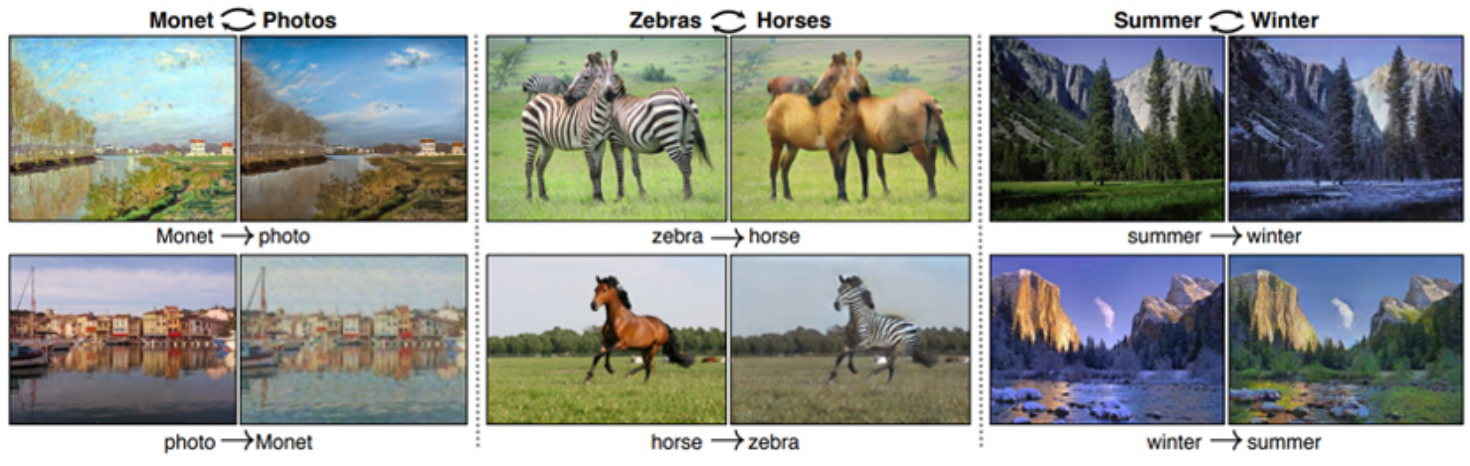 Monet ⇄ Photos
Zebras ⇄ Horses
Summer ⇄ Winter
Monet → photo
zebra → horse
summer → winter
photo → Monet
horse → zebra
winter → summer